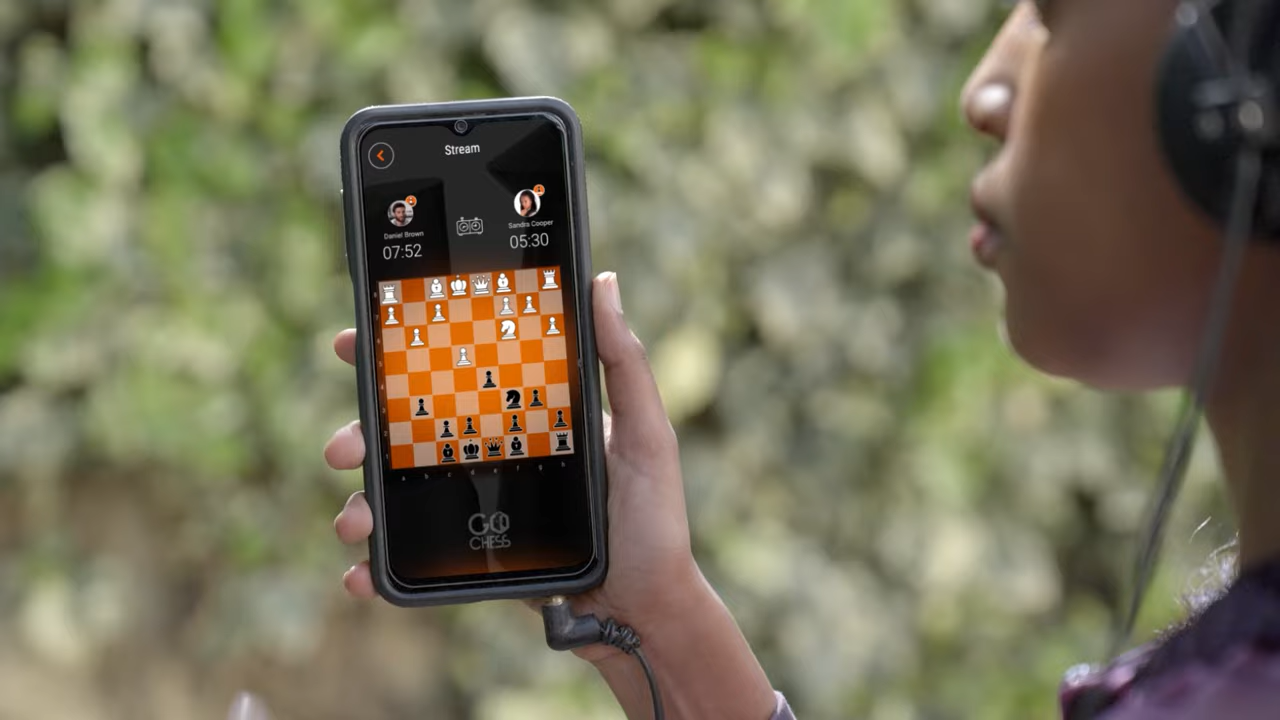 Stream
Daniel Brown
Sandra Cooper
07:52
05:30
GO
CHESS